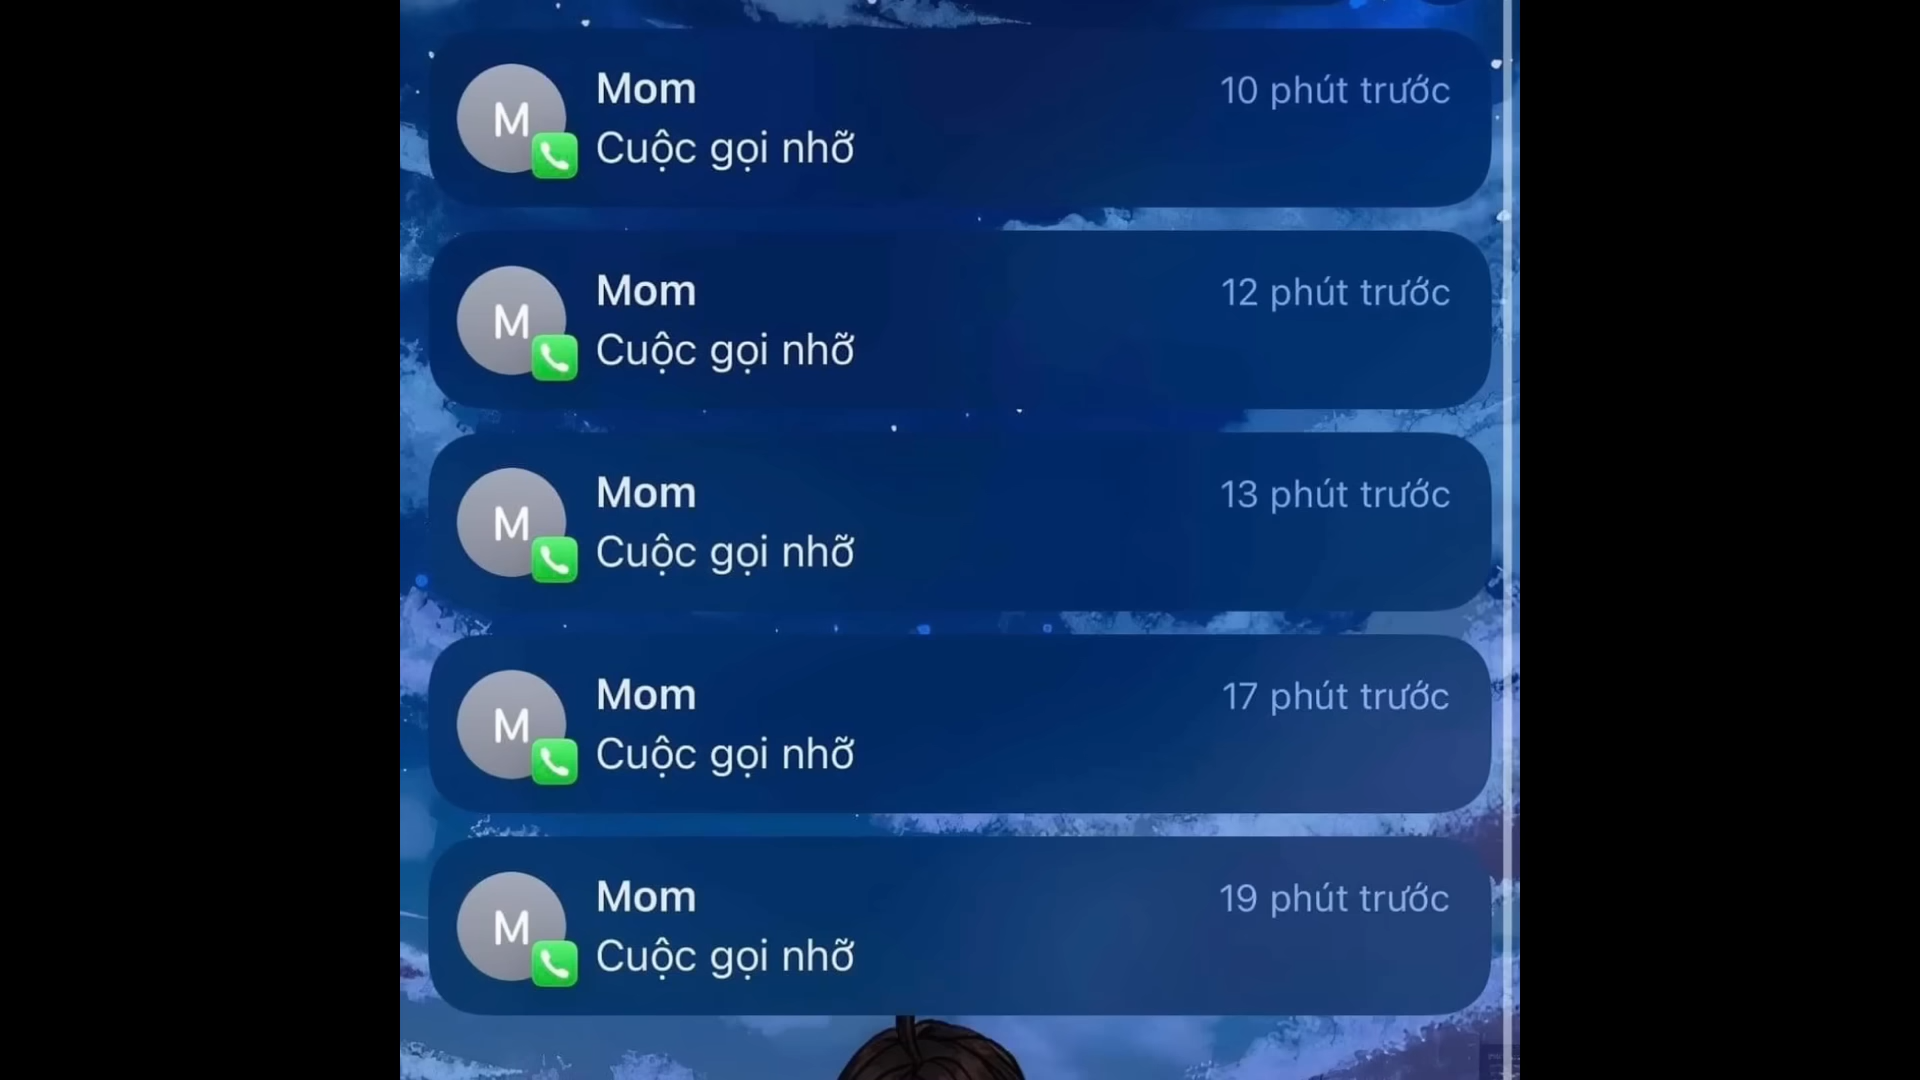 M
Mom
10 phút trước
Cuộc gọi nhỡ
M
Mom
12 phút trước
Cuộc gọi nhỡ
M
Mom
13 phút trước
Cuộc gọi nhỡ
M
Mom
17 phút trước
Cuộc gọi nhỡ
M
Mom
19 phút trước
Cuộc gọi nhỡ